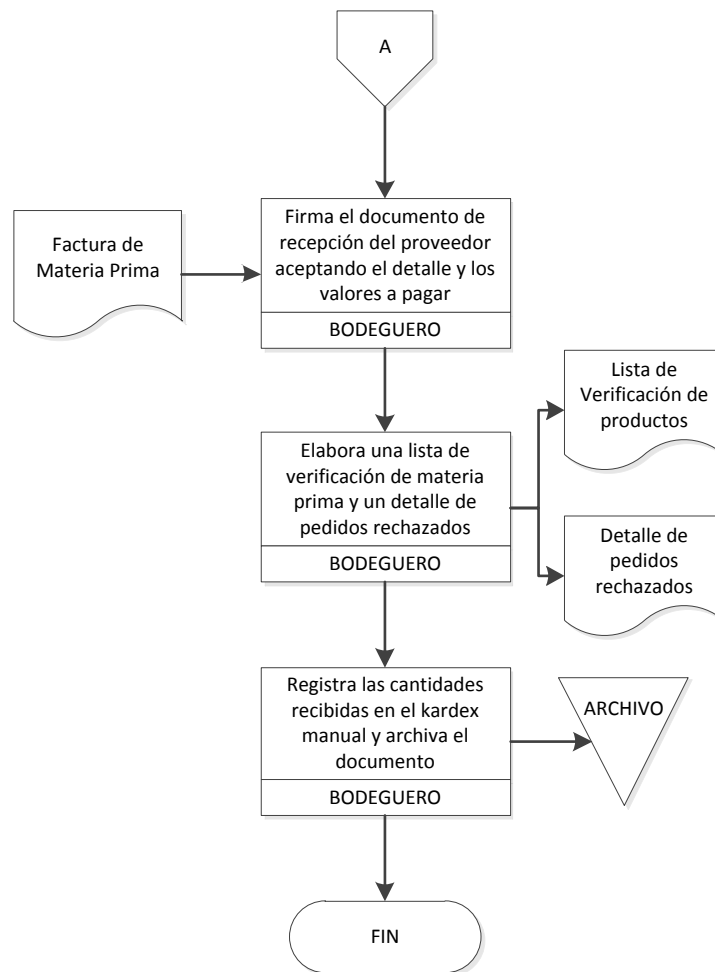 A
Factura de
Materia Prima
Firma el documento de
recepción del proveedor
aceptando el detalle y los
valores a pagar
BODEGUERO
Elabora una lista de
verificación de materia
prima y un detalle de
pedidos rechazados
BODEGUERO
Lista de
Verificación de
productos
Detalle de
pedidos
rechazados
Registra las cantidades
recibidas en el kardex
manual y archiva el
documento
BODEGUERO
ARCHIVO
FIN